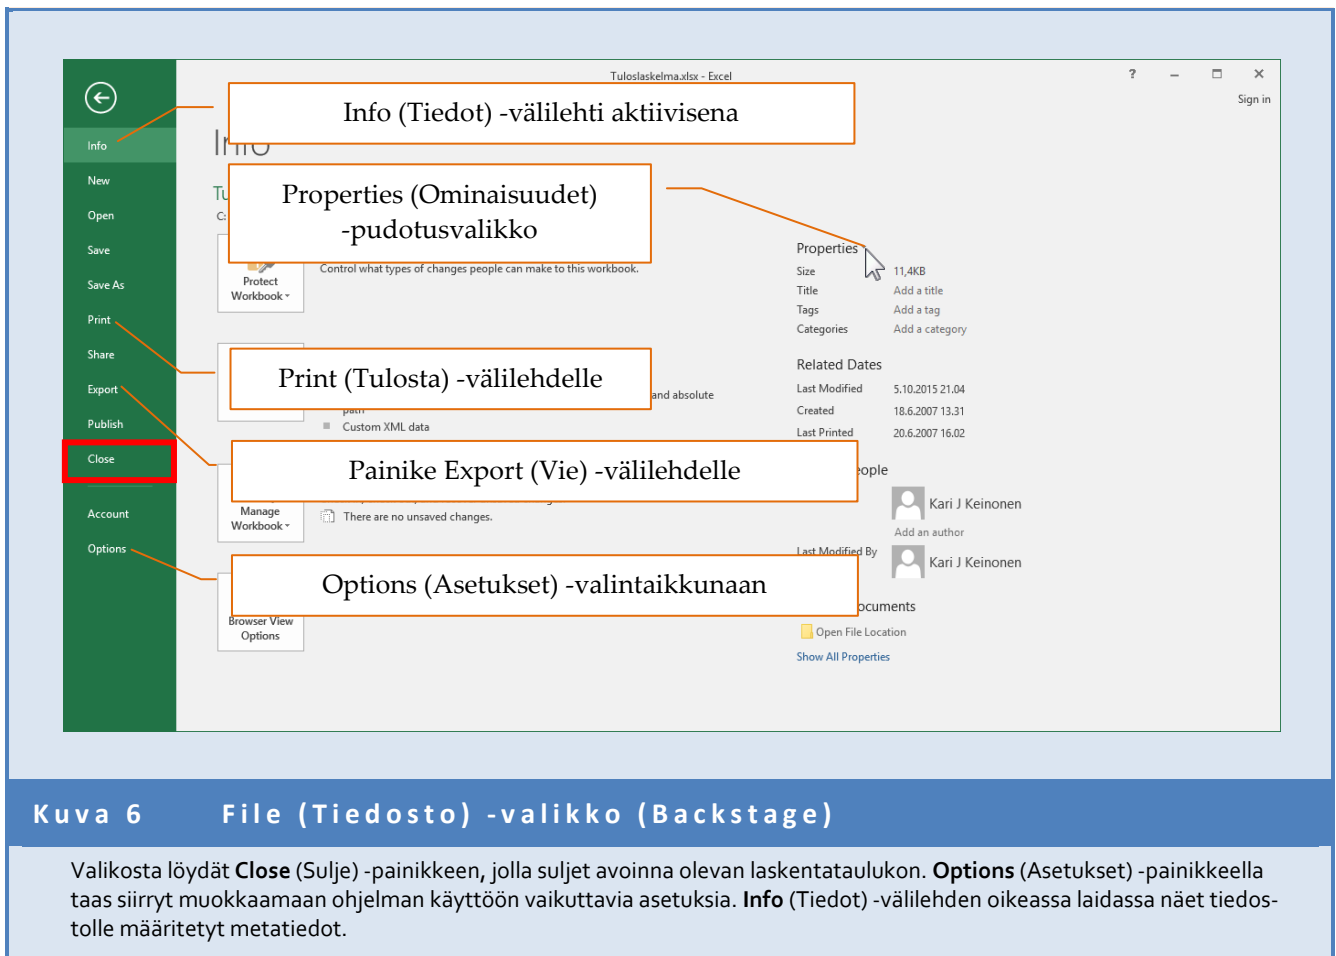 Tuloslaskelma.xlsx - Excel
?
Sign in
Info (Tiedot) -välilehti aktiivisena
Info
Info
New
Open
Save
Save As
Print
Share
Export
Publish
Close
Account
Options
Properties (Ominaisuudet)
-pudotusvalikko
C:
Control what types of changes people can make to this workbook.
Protect
Workbook
Print (Tulosta) -välilehdelle
and absolute
path
Custom XML data
Painike Export (Vie) -välilehdelle
Manage
Workbook
There are no unsaved changes.
Options (Asetukset) -valintaikkunaan
Browser View
Options
Properties
Size 11,4KB
Title Add a title
Tags Add a tag
Categories Add a category
Related Dates
Last Modified 5.10.2015 21.04
Created 18.6.2007 13.31
Last Printed 20.6.2007 16.02
Kari J Keinonen
Add an author
Last Modified By
Kari J Keinonen
Open File Location
Show All Properties
Kuva 6 File (Tiedosto) -valikko (Backstage)
Valikosta löydät Close (Sulje) -painikkeen, jolla suljet avoinna olevan laskentataulukon. Options (Asetukset) -painikkeella
taas siirryt muokkaamaan ohjelman käyttöön vaikuttavia asetuksia. Info (Tiedot) -välilehden oikeassa laidassa näet tiedos-
tolle määritetyt metatiedot.